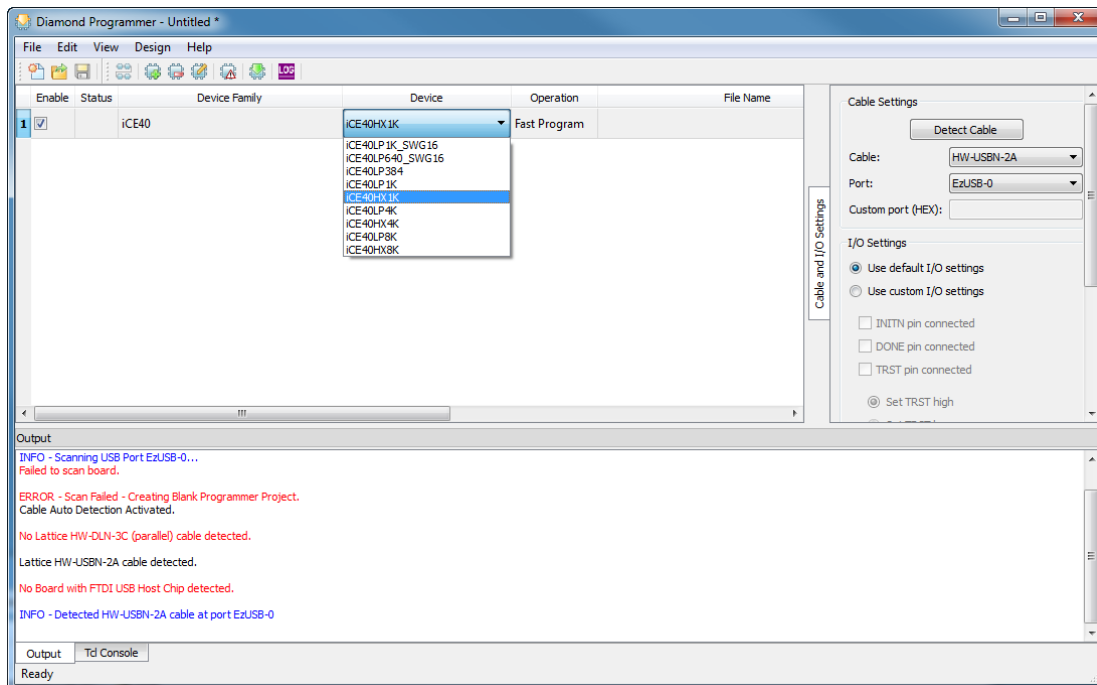 Diamond Programmer - Untitled *
File Edit View Design Help
LOG
Enable Status Device Family Device Operation File Name
1 iCE40 iCE40HX1K Fast Program
iCE40LP1K_SWG16
iCE40LP640_SWG16
iCE40LP384
iCE40LP1K
iCE40HX1K
iCE40LP4K
iCE40HX4K
iCE40LP8K
iCE40HX8K
Cable and I/O Settings
Cable Settings
Detect Cable
Cable: HW-USBN-2A
Port: EzUSB-0
Custom port (HEX):
I/O Settings
Use default I/O settings
Use custom I/O settings
INITN pin connected
DONE pin connected
TRST pin connected
Set TRST high
Output
INFO - Scanning USB Port EzUSB-0...
Failed to scan board.
ERROR - Scan Failed - Creating Blank Programmer Project.
Cable Auto Detection Activated.
No Lattice HW-DLN-3C (parallel) cable detected.
Lattice HW-USBN-2A cable detected.
No Board with FTDI USB Host Chip detected.
INFO - Detected HW-USBN-2A cable at port EzUSB-0
Output Tcl Console
Ready